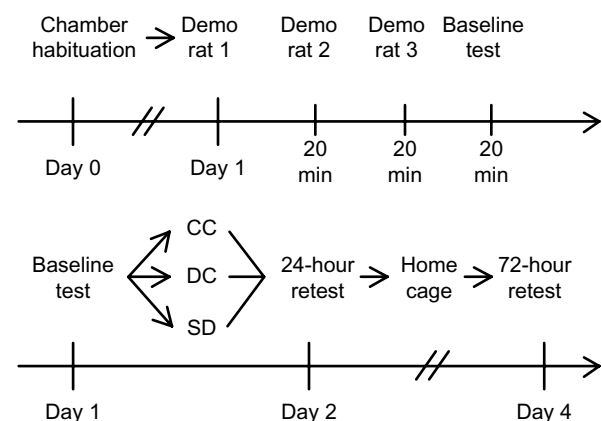 Chamber
habituation
Demo
rat 1
Demo
rat 2
Demo
rat 3
Baseline
test
Day 0
Day 1
20
min
20
min
20
min
Baseline
test
CC
DC
SD
24-hour
retest
Home
cage
72-hour
retest
Day 1
Day 2
Day 4